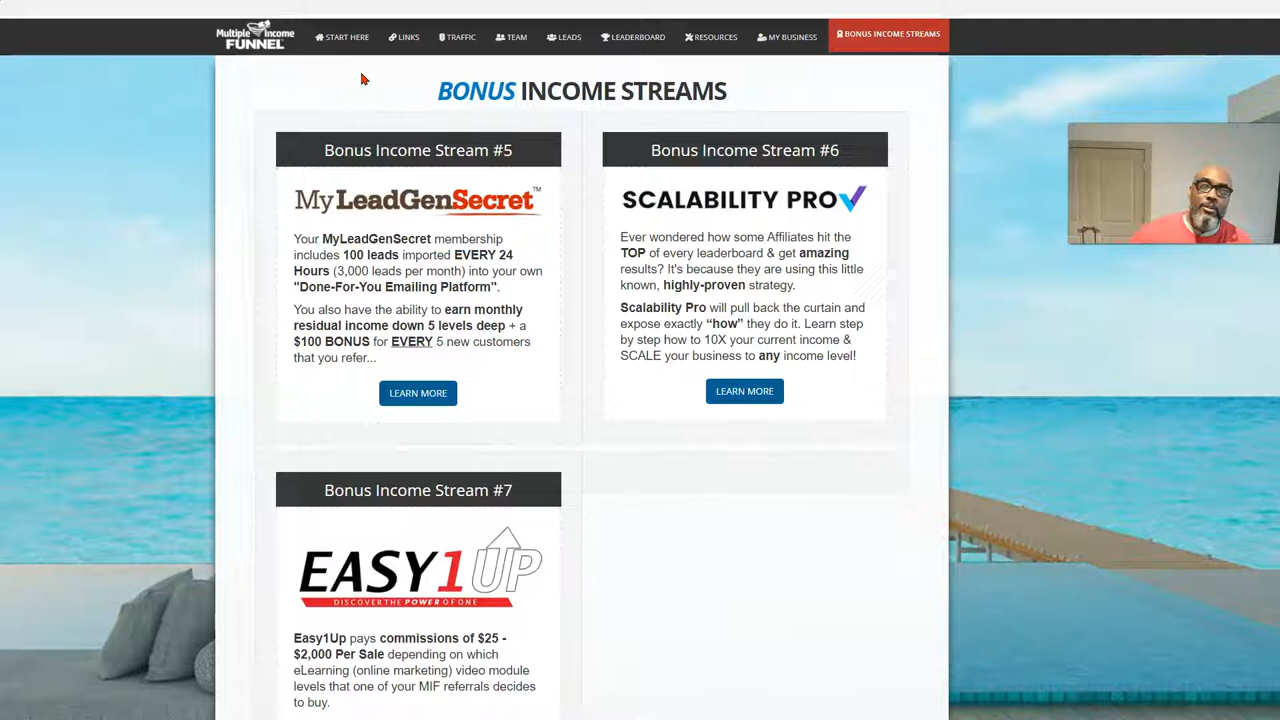 Multiple Income
FUNNEL
START HERE
LINKS
TRAFFIC
TEAM
LEADS
LEADERBOARD
RESOURCES
MY BUSINESS
BONUS INCOME STREAMS
BONUS INCOME STREAMS
Bonus Income Stream #5
MyLEADGENSECRET™
Your MyLeadGenSecret membership
includes 100 leads imported EVERY 24
Hours (3,000 leads per month) into your own
"Done-For-You Emailing Platform".
You also have the ability to earn monthly
residual income down 5 levels deep + a
$100 BONUS for EVERY 5 new customers
that you refer...
LEARN MORE
Bonus Income Stream #6
SCALABILITY PRO
Ever wondered how some Affiliates hit the
TOP of every leaderboard & get amazing
results? It's because they are using this little
known, highly-proven strategy.
Scalability Pro will pull back the curtain and
expose exactly “how” they do it. Learn step
by step how to 10X your current income &
SCALE your business to any income level!
LEARN MORE
Bonus Income Stream #7
EASY1UP
DISCOVER THE POWER OF ONE
Easy1Up pays commissions of $25 -
$2,000 Per Sale depending on which
eLearning (online marketing) video module
levels that one of your MIF referrals decides
to buy.